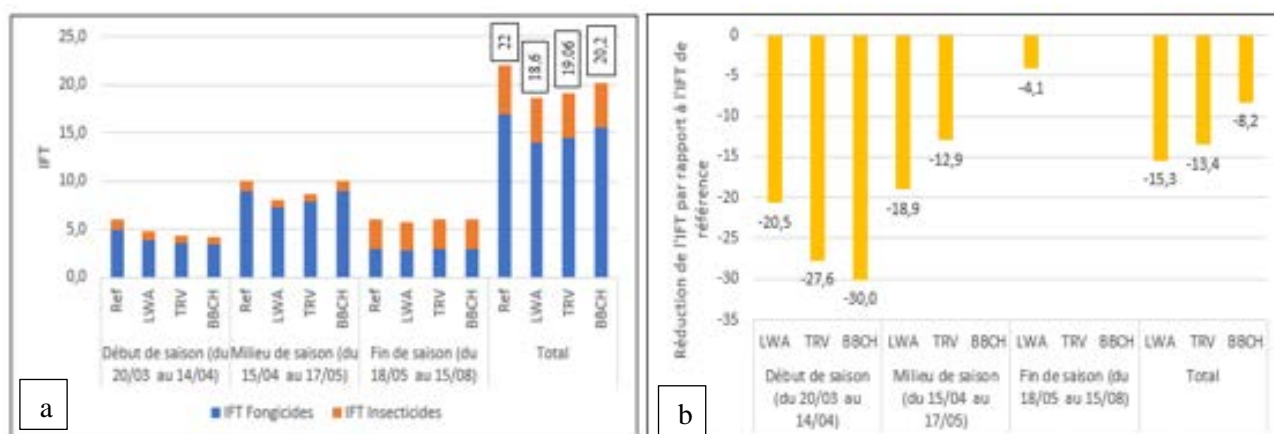 25,0
20,0
15,0
10,0
5,0
0,0
IFT
22
18.6
19.06
20,2
Ref
LWA
TRV
BBCH
Ref
LWA
TRV
BBCH
Ref
LWA
TRV
BBCH
Ref
LWA
TRV
BBCH
Début de saison (du
20/03 au 14/04)
Milieu de saison (du
15/04 au 17/05)
Fin de saison (du
18/05 au 15/08)
Total
IFT Fongicides
IFT Insecticides
a
Réduction de l'IFT par rapport à l'IFT de
référence
0
-5
-10
-15
-20
-25
-30
-35
-20,5
-27,6
-30,0
-18,9
-12,9
-4,1
-15,3
-13,4
-8,2
LWA TRV BBCH LWA TRV BBCH LWA TRV BBCH LWA TRV BBCH
Début de saison
(du 20/03 au
14/04)
Milieu de saison
(du 15/04 au
17/05)
Fin de saison (du
18/05 au 15/08)
Total
b